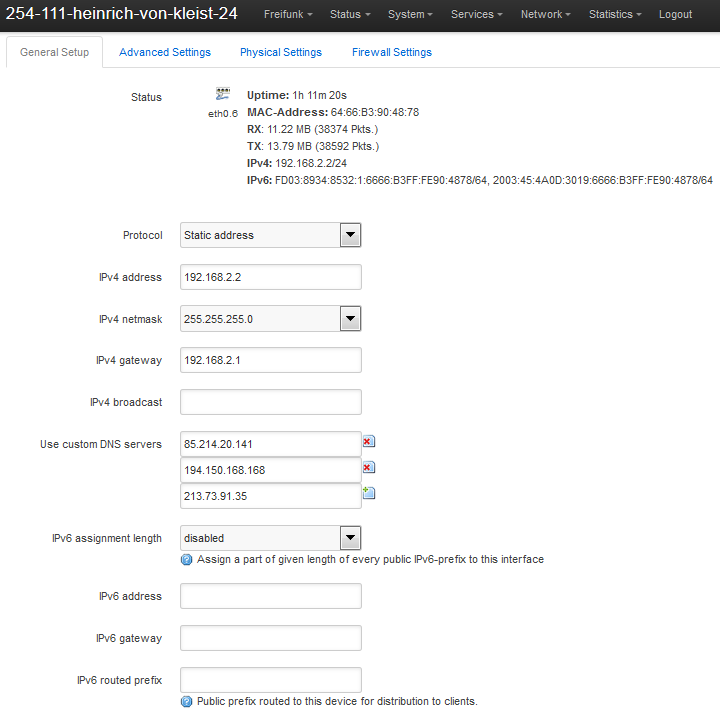 254-111-heinrich-von-kleist-24 Freifunk Status System Services Network Statistics Logout
General Setup Advanced Settings Physical Settings Firewall Settings
Status
eth0.6
Uptime: 1h 11m 20s
MAC-Address: 64:66:B3:90:48:78
RX: 11.22 MB (38374 Pkts.)
TX: 13.79 MB (38592 Pkts.)
IPv4: 192.168.2.2/24
IPv6: FD03:8934:8532:1:6666:B3FF:FE90:4878/64, 2003:45:4A0D:3019:6666:B3FF:FE90:4878/64
Protocol Static address
IPv4 address 192.168.2.2
IPv4 netmask 255.255.255.0
IPv4 gateway 192.168.2.1
IPv4 broadcast
Use custom DNS servers 85.214.20.141
194.150.168.168
213.73.91.35
IPv6 assignment length disabled
Assign a part of given length of every public IPv6-prefix to this interface
IPv6 address
IPv6 gateway
IPv6 routed prefix
Public prefix routed to this device for distribution to clients.